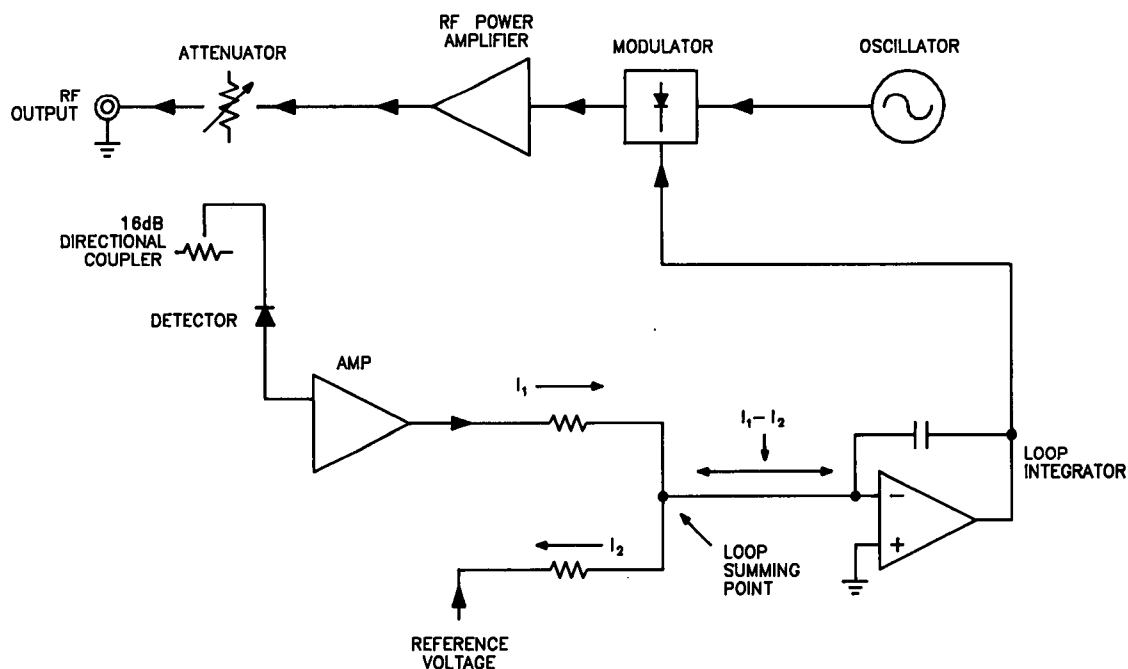 RF POWER
AMPLIFIER
MODULATOR
OSCILLATOR
ATTENUATOR
RF
OUTPUT
16dB
DIRECTIONAL
COUPLER
DETECTOR
AMP
I₁
I₁ – I₂
LOOP
INTEGRATOR
–
+
I₂
LOOP
SUMMING
POINT
REFERENCE
VOLTAGE